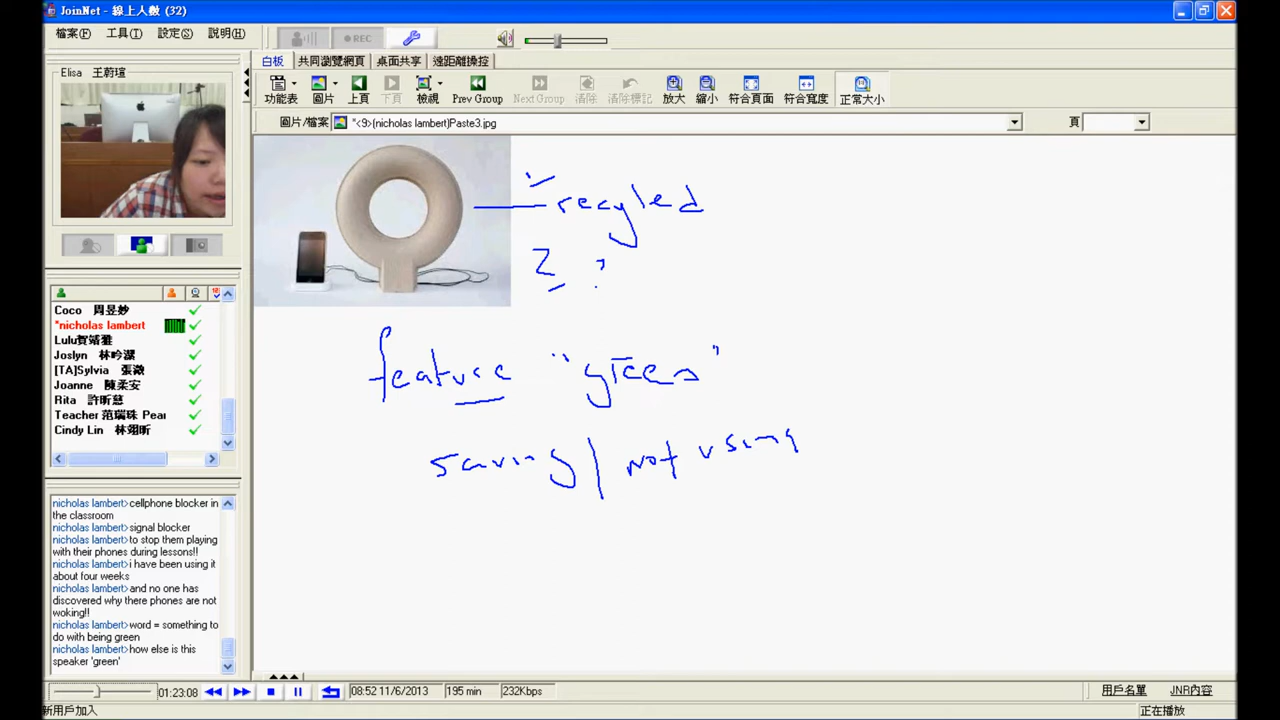 JoinNet - 線上人數 (32)
檔案(F) 工具(I) 設定(S) 說明(H)
REC
Elisa 王蔚瑄
白板 共同瀏覽網頁 桌面共享 遠距離操控
功能表 圖片 上頁 下頁 檢視 Prev Group Next Group 清除 清除標記 放大 縮小 符合頁面 符合寬度 正常大小
圖片/檔案 *<9>(nicholas lambert)Paste3.jpg 頁
1
recycled
2 ?
feature "green"
saving | not using
Coco 周昱妙
*nicholas lambert
Lulu賀婧雅
Joslyn 林吟潔
[TA]Sylvia 張薇
Joanne 陳柔安
Rita 許昕慈
Teacher 范瑞珠 Pear
Cindy Lin 林翊昕
nicholas lambert> cellphone blocker in
the classroom
nicholas lambert> signal blocker
nicholas lambert> to stop them playing
with their phones during lessons!!
nicholas lambert> i have been using it
about four weeks
nicholas lambert> and no one has
discovered why there phones are not
woking!!
nicholas lambert> word = something to
do with being green
nicholas lambert> how else is this
speaker 'green'
01:23:08 08:52 11/6/2013 195 min 232Kbps 用戶名單 JNR內容
新用戶加入 正在播放